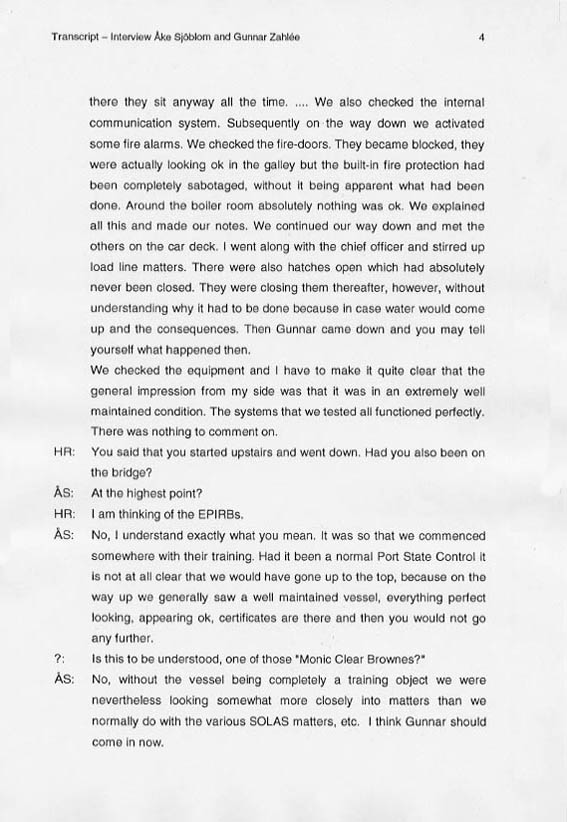 Transcript – Interview Åke Sjöblom and Gunnar Zahlée 4
there they sit anyway all the time. .... We also checked the internal
communication system. Subsequently on the way down we activated
some fire alarms. We checked the fire-doors. They became blocked, they
were actually looking ok in the galley but the built-in fire protection had
been completely sabotaged, without it being apparent what had been
done. Around the boiler room absolutely nothing was ok. We explained
all this and made our notes. We continued our way down and met the
others on the car deck. I went along with the chief officer and stirred up
load line matters. There were also hatches open which had absolutely
never been closed. They were closing them thereafter, however, without
understanding why it had to be done because in case water would come
up and the consequences. Then Gunnar came down and you may tell
yourself what happened then.
We checked the equipment and I have to make it quite clear that the
general impression from my side was that it was in an extremely well
maintained condition. The systems that we tested all functioned perfectly.
There was nothing to comment on.
HR: You said that you started upstairs and went down. Had you also been on
the bridge?
ÅS: At the highest point?
HR: I am thinking of the EPIRBs.
ÅS: No, I understand exactly what you mean. It was so that we commenced
somewhere with their training. Had it been a normal Port State Control it
is not at all clear that we would have gone up to the top, because on the
way up we generally saw a well maintained vessel, everything perfect
looking, appearing ok, certificates are there and then you would not go
any further.
?: Is this to be understood, one of those "Monic Clear Brownes?"
ÅS: No, without the vessel being completely a training object we were
nevertheless looking somewhat more closely into matters than we
normally do with the various SOLAS matters, etc. I think Gunnar should
come in now.